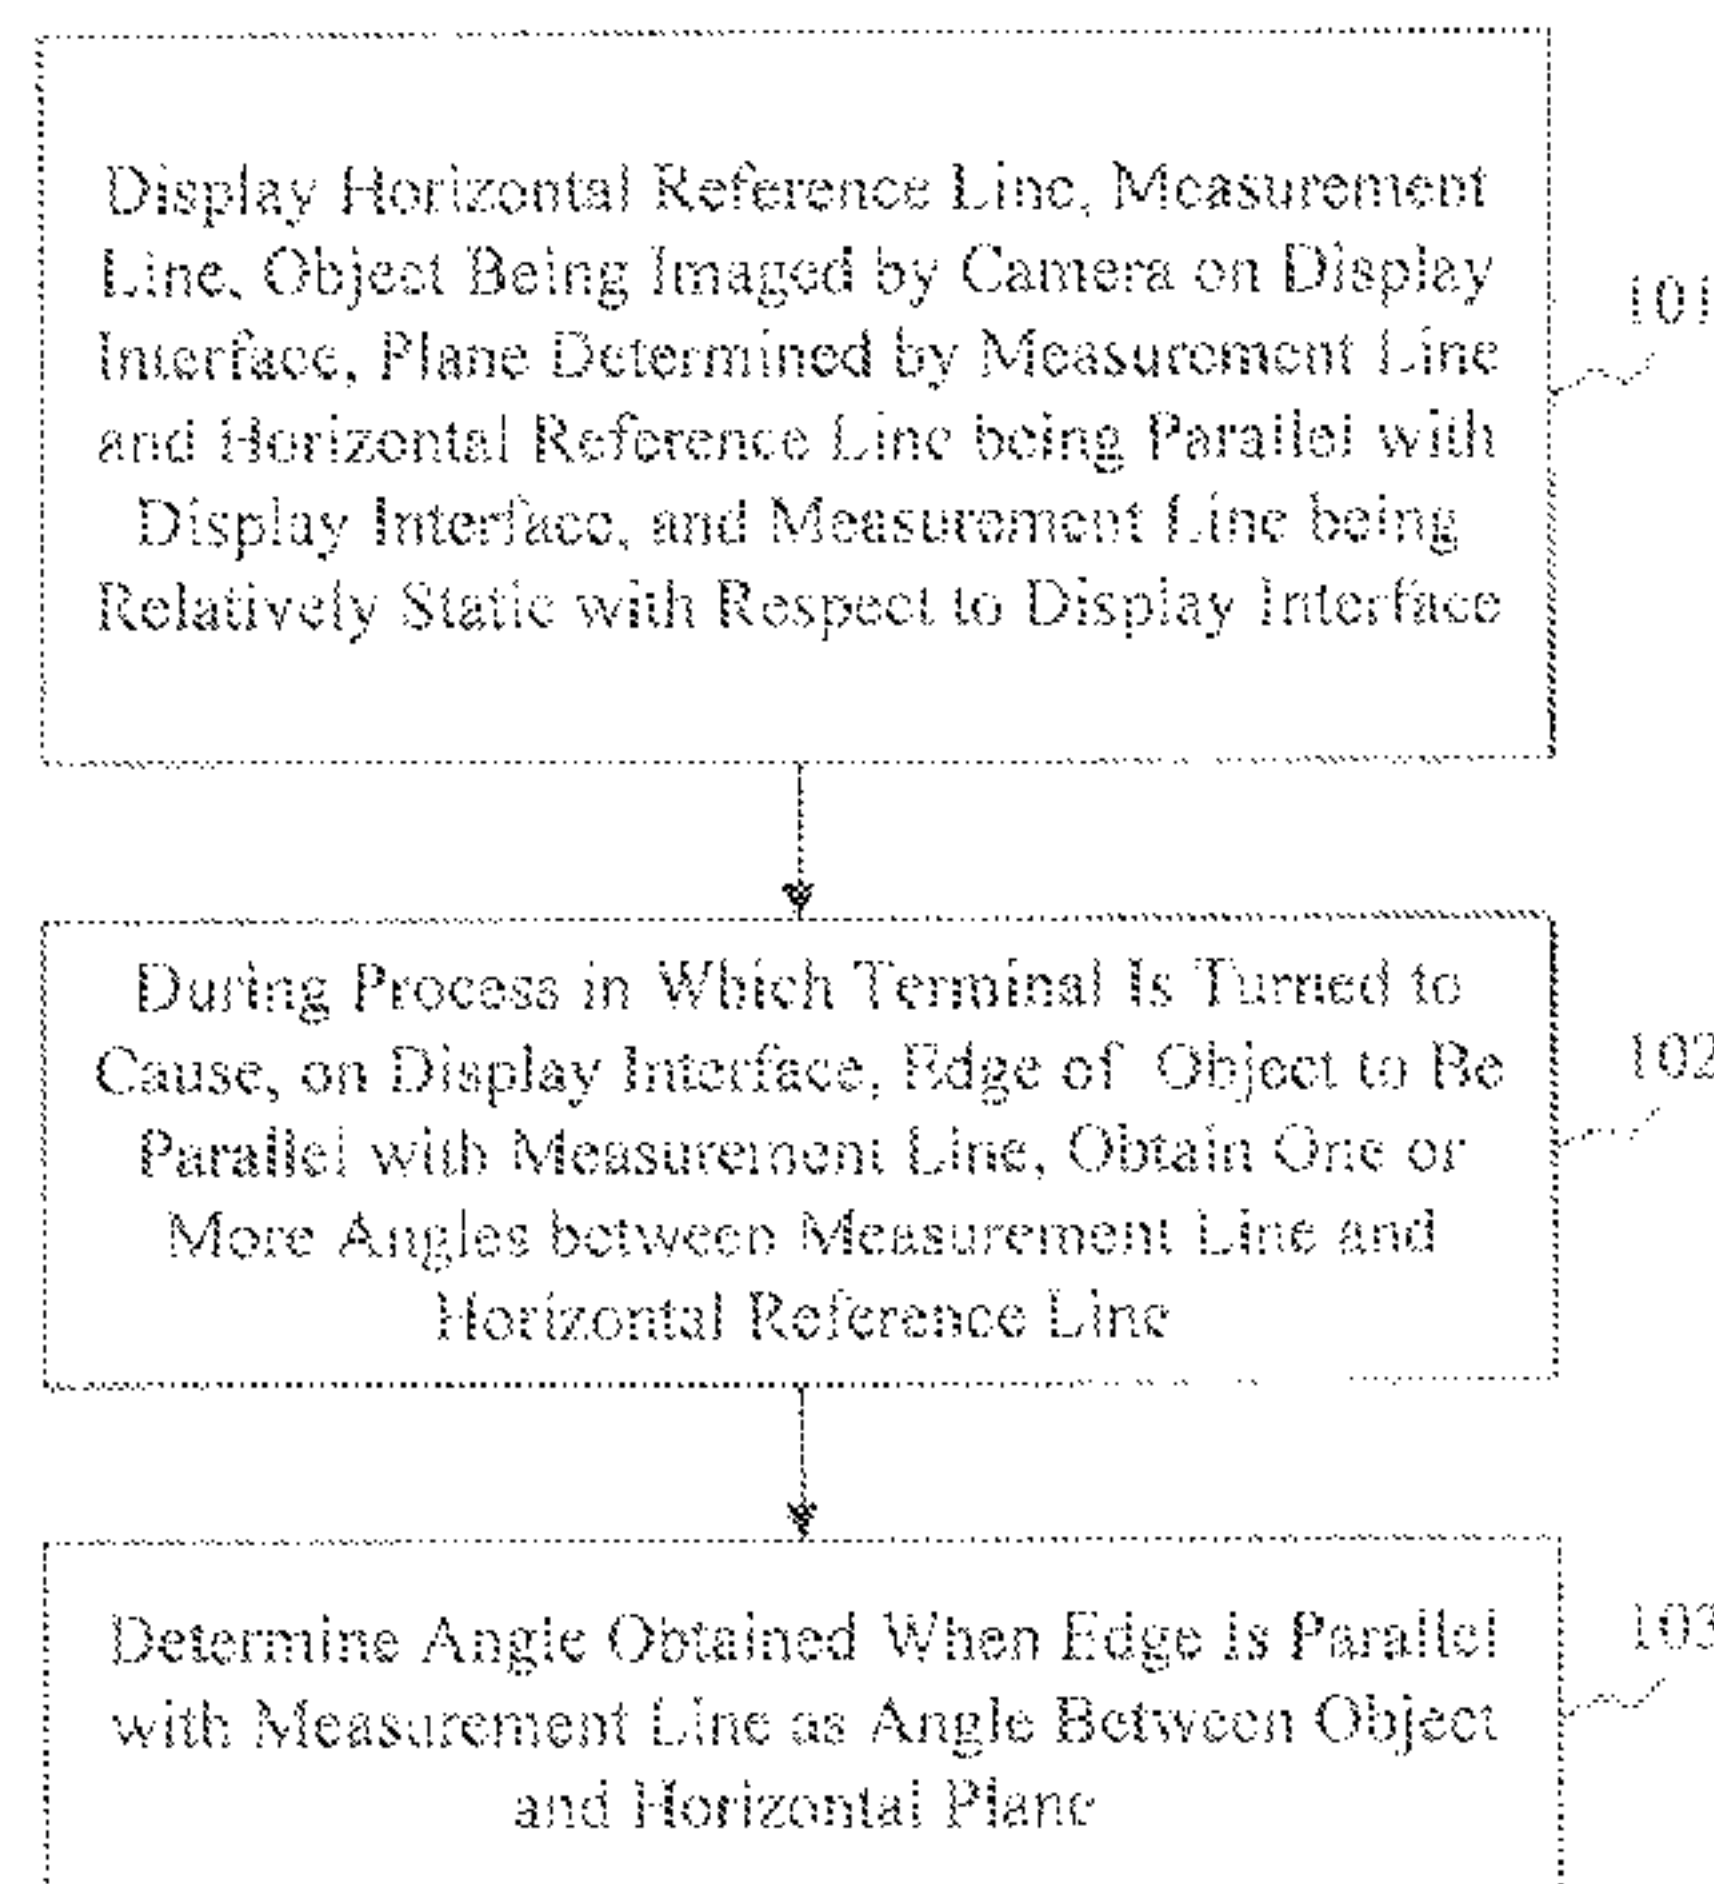 Display Horizontal Reference Line, Measurement
Line, Object Being Imaged by Camera on Display
Interface, Plane Determined by Measurement Line
and Horizontal Reference Line being Parallel with
Display Interface, and Measurement Line being
Relatively Static with Respect to Display Interface
101
During Process in Which Terminal Is Turned to
Cause, on Display Interface, Edge of Object to Be
Parallel with Measurement Line, Obtain One or
More Angles between Measurement Line and
Horizontal Reference Line
102
Determine Angle Obtained When Edge Is Parallel
with Measurement Line as Angle Between Object
and Horizontal Plane
103